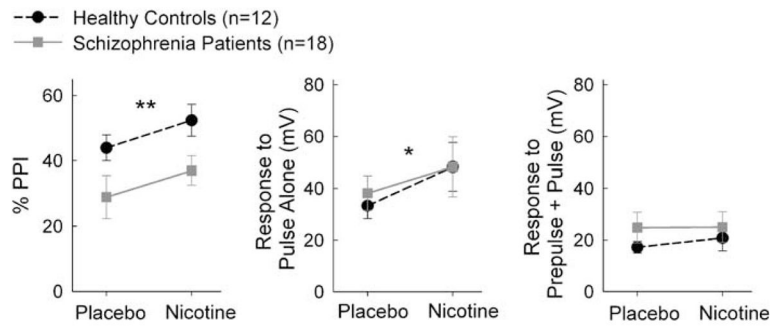 Healthy Controls (n=12)
Schizophrenia Patients (n=18)
% PPI
60
40
20
0
**
Placebo Nicotine
Response to
Pulse Alone (mV)
80
60
40
20
0
*
Placebo Nicotine
Response to
Prepulse + Pulse (mV)
80
60
40
20
0
Placebo Nicotine